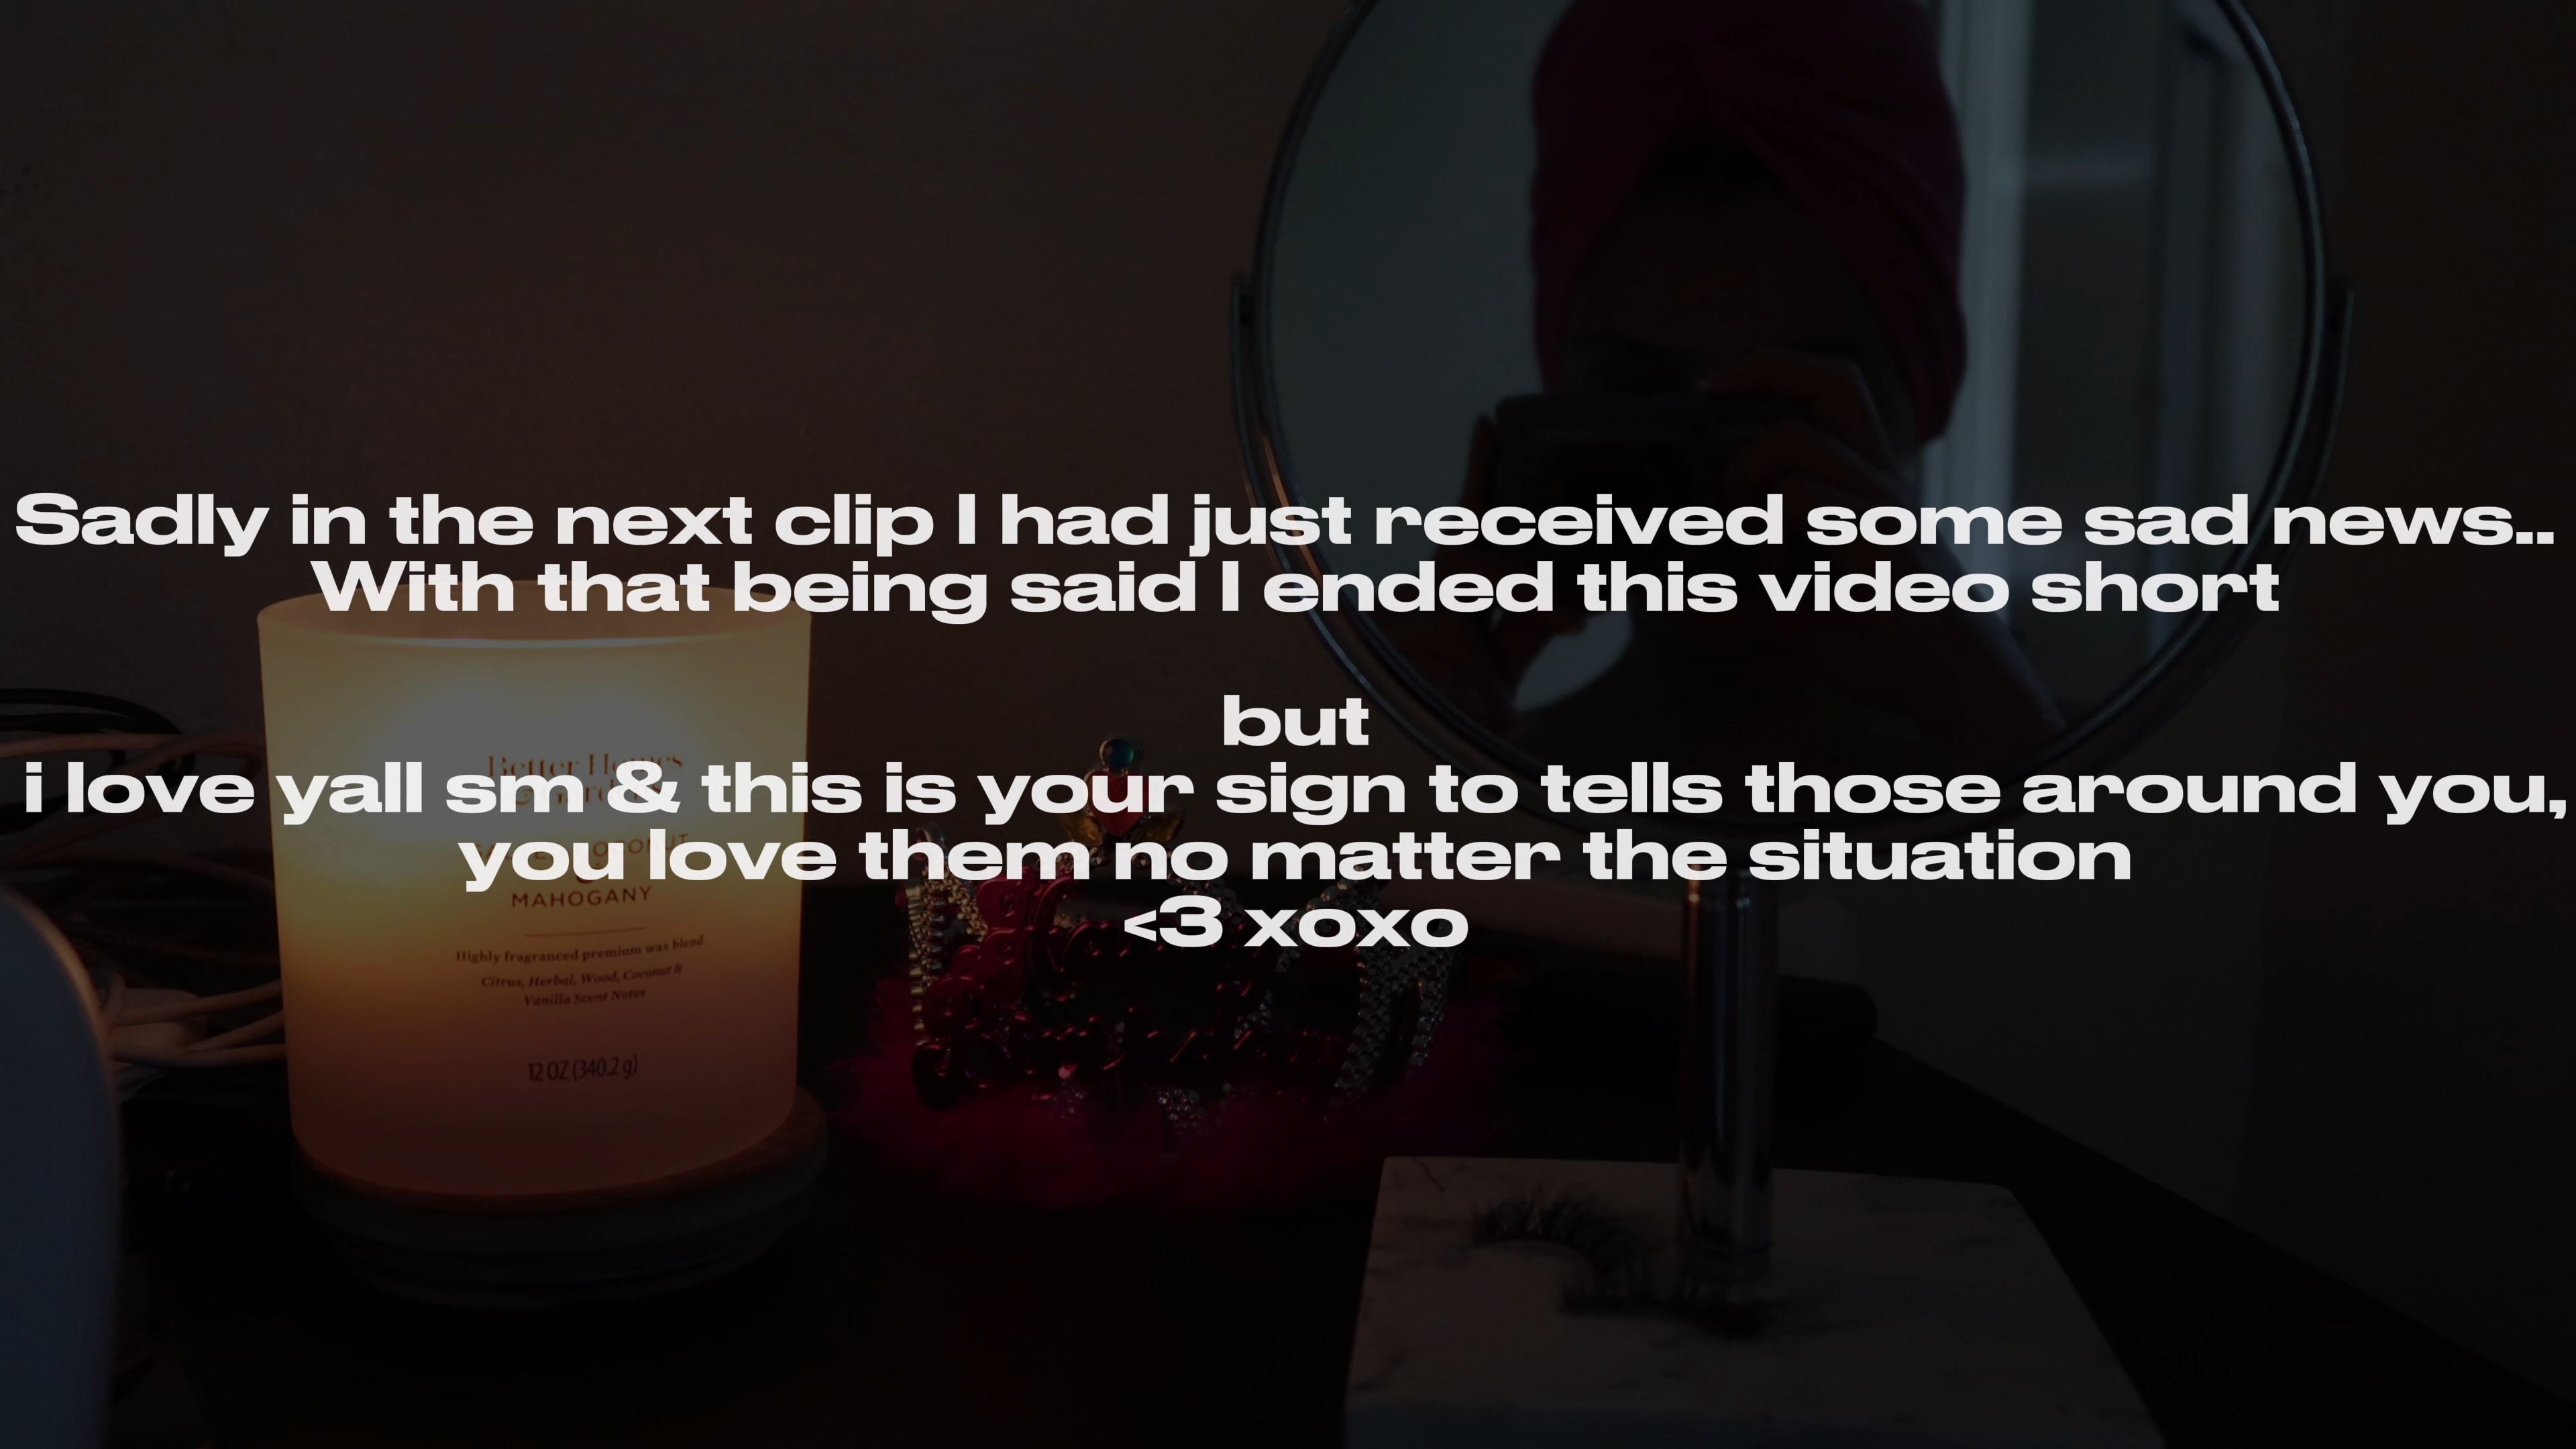 Sadly in the next clip I had just received some sad news..
With that being said I ended this video short
but
i love yall sm & this is your sign to tells those around you,
you love them no matter the situation
<3 xoxo
Better Homes
MAHOGANY
Highly fragranced premium wax blend
Citrus, Herbal, Wood, Coconut &
Vanilla Scent Notes
12 OZ (340.2 g)